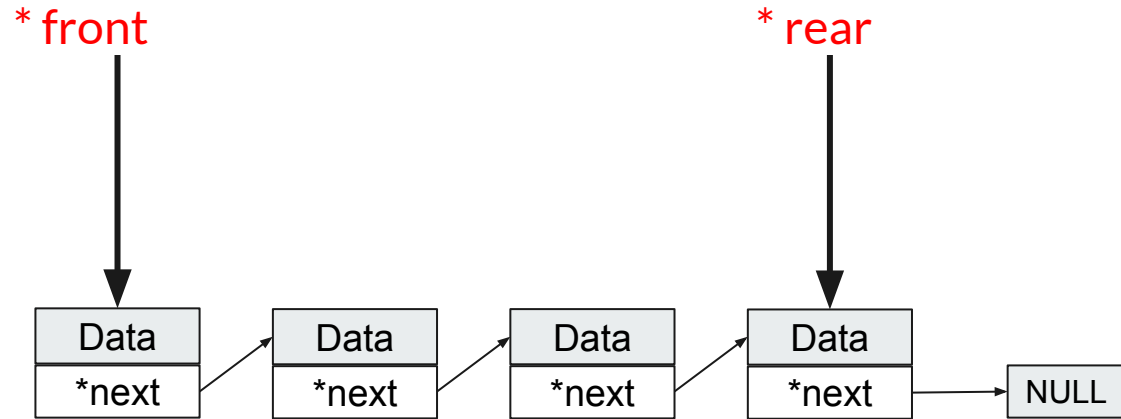 * front
* rear
Data
Data
Data
Data
*next
*next
*next
*next
NULL